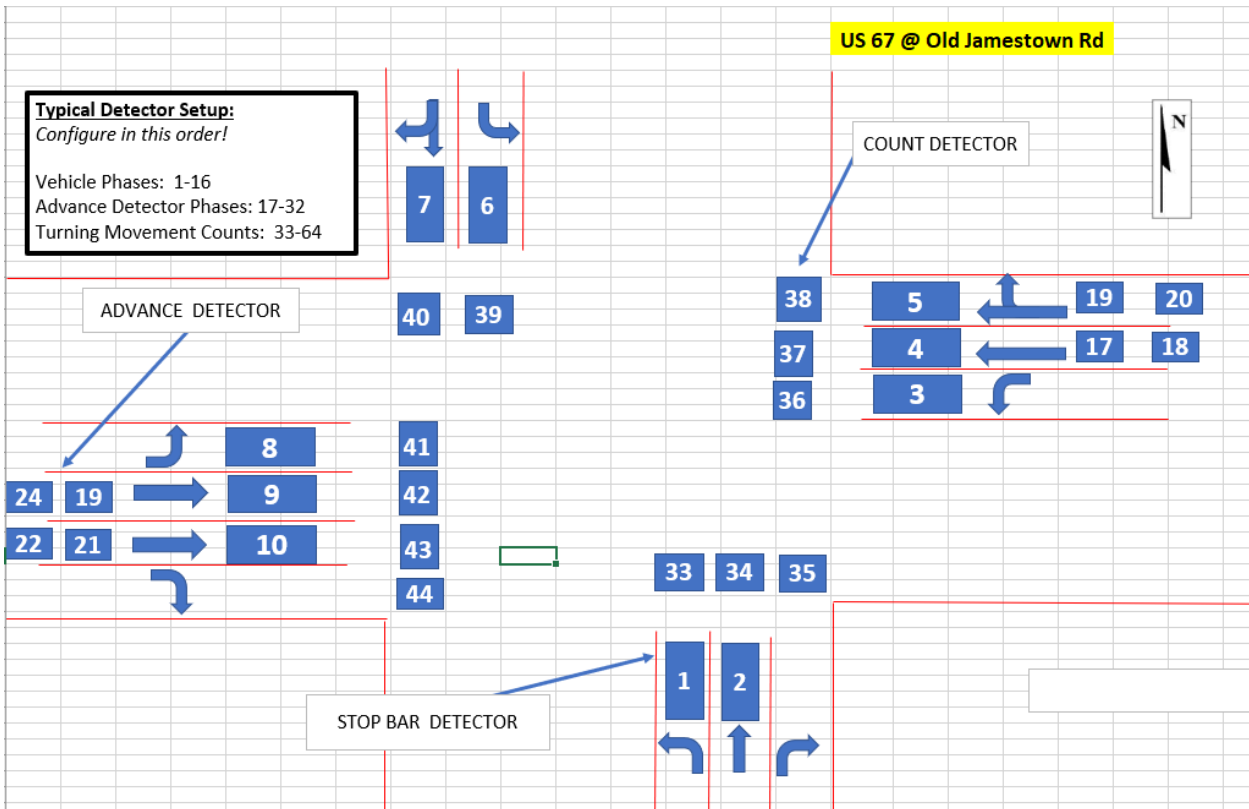 US 67 @ Old Jamestown Rd
Typical Detector Setup:
Configure in this order!
Vehicle Phases: 1-16
Advance Detector Phases: 17-32
Turning Movement Counts: 33-64
N
COUNT DETECTOR
7 6
ADVANCE DETECTOR
40 39
38 5 19 20
37 4 17 18
36 3
8 41
24 19 9 42
22 21 10 43
44
33 34 35
1 2
STOP BAR DETECTOR